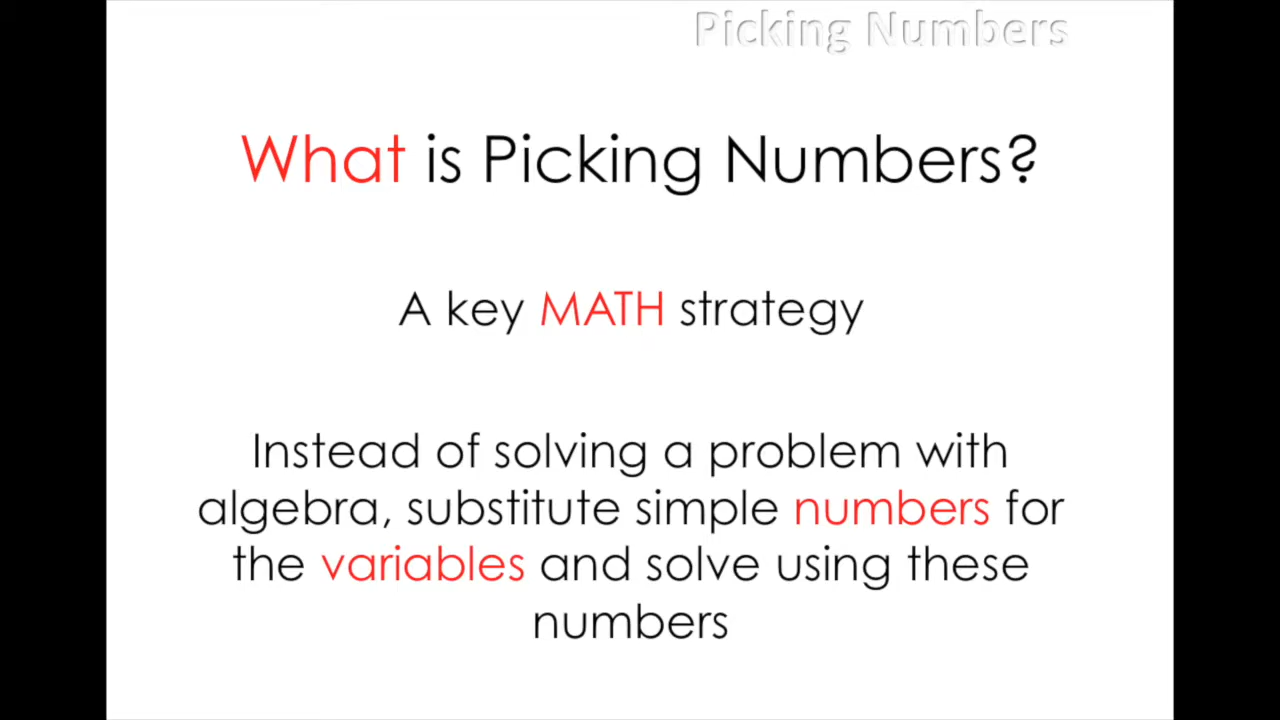 Picking Numbers
What is Picking Numbers?
A key MATH strategy
Instead of solving a problem with
algebra, substitute simple numbers for
the variables and solve using these
numbers